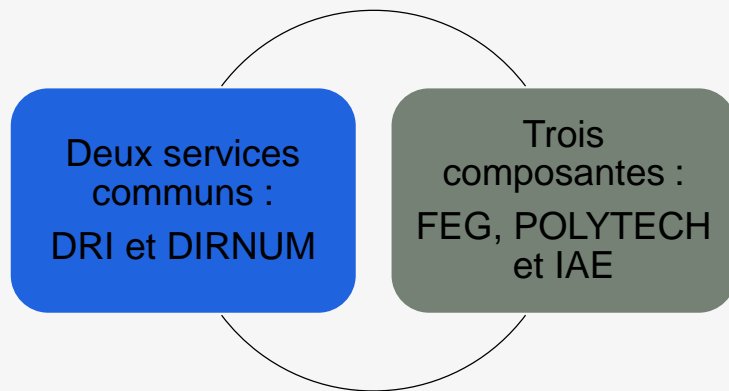 Deux services
communs :
DRI et DIRNUM
Trois
composantes :
FEG, POLYTECH
et IAE